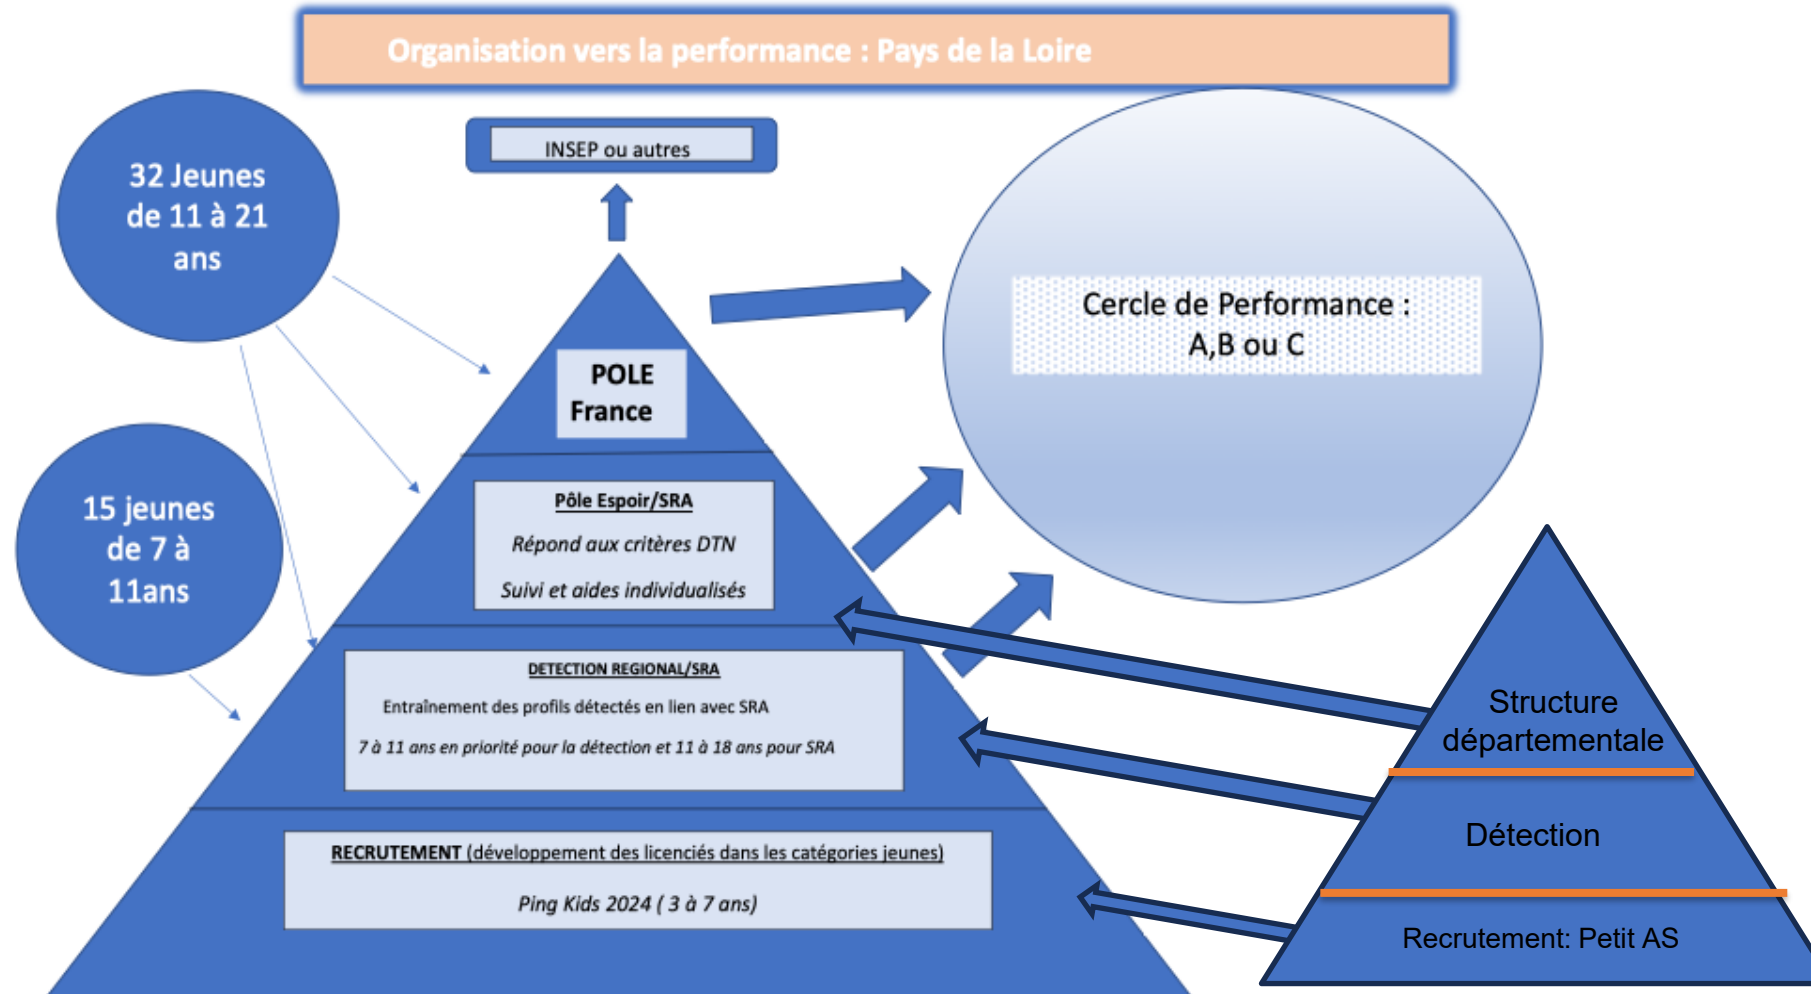 Organisation vers la performance : Pays de la Loire
32 Jeunes
de 11 à 21
ans
INSEP ou autres
Cercle de Performance :
A,B ou C
POLE
France
15 jeunes
de 7 à
11ans
Pôle Espoir/SRA
Répond aux critères DTN
Suivi et aides individualisés
DETECTION REGIONAL/SRA
Entraînement des profils détectés en lien avec SRA
7 à 11 ans en priorité pour la détection et 11 à 18 ans pour SRA
RECRUTEMENT (développement des licenciés dans les catégories jeunes)
Ping Kids 2024 ( 3 à 7 ans)
Structure
départementale
Détection
Recrutement: Petit AS